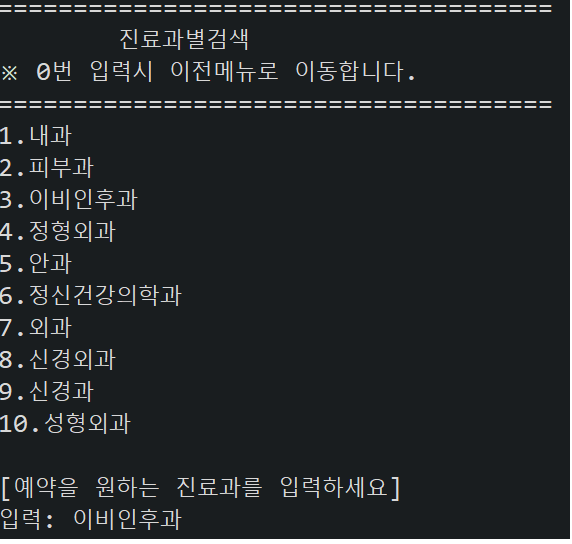 =====================================
진료과별검색
※ 0번 입력시 이전메뉴로 이동합니다.
=====================================
1.내과
2.피부과
3.이비인후과
4.정형외과
5.안과
6.정신건강의학과
7.외과
8.신경외과
9.신경과
10.성형외과
[예약을 원하는 진료과를 입력하세요]
입력: 이비인후과